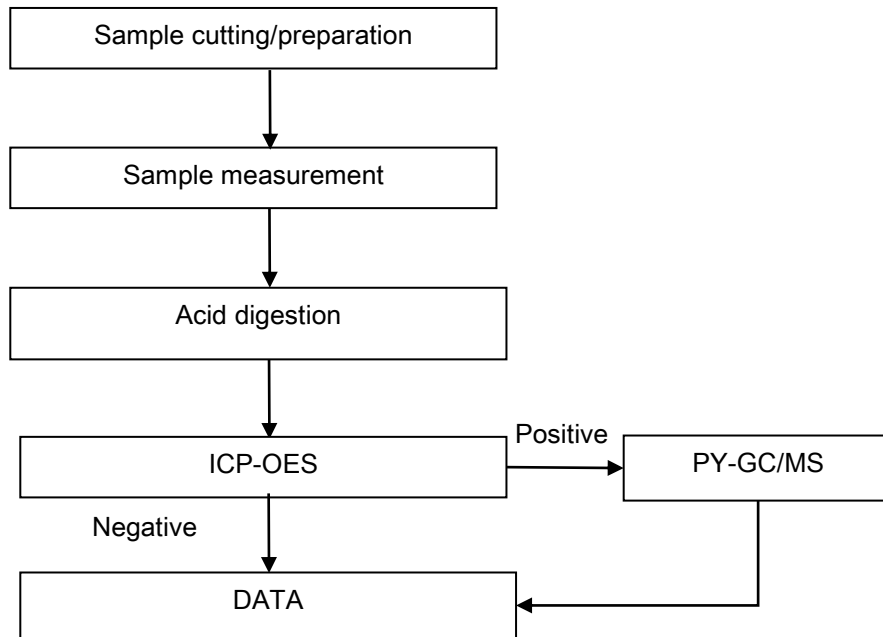 Sample cutting/preparation
Sample measurement
Acid digestion
ICP-OES
Positive
PY-GC/MS
Negative
DATA